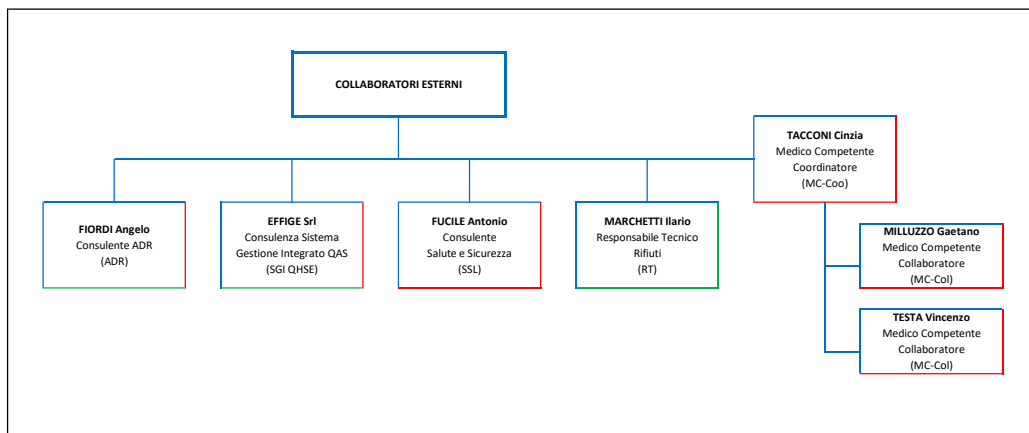 COLLABORATORI ESTERNI
TACCONI Cinzia
Medico Competente
Coordinatore
(MC-Coo)
FIORDI Angelo
Consulente ADR
(ADR)
EFFIGE Srl
Consulenza Sistema
Gestione Integrato QAS
(SGI QHSE)
FUCILE Antonio
Consulente
Salute e Sicurezza
(SSL)
MARCHETTI Ilario
Responsabile Tecnico
Rifiuti
(RT)
MILLUZZO Gaetano
Medico Competente
Collaboratore
(MC-Col)
TESTA Vincenzo
Medico Competente
Collaboratore
(MC-Col)